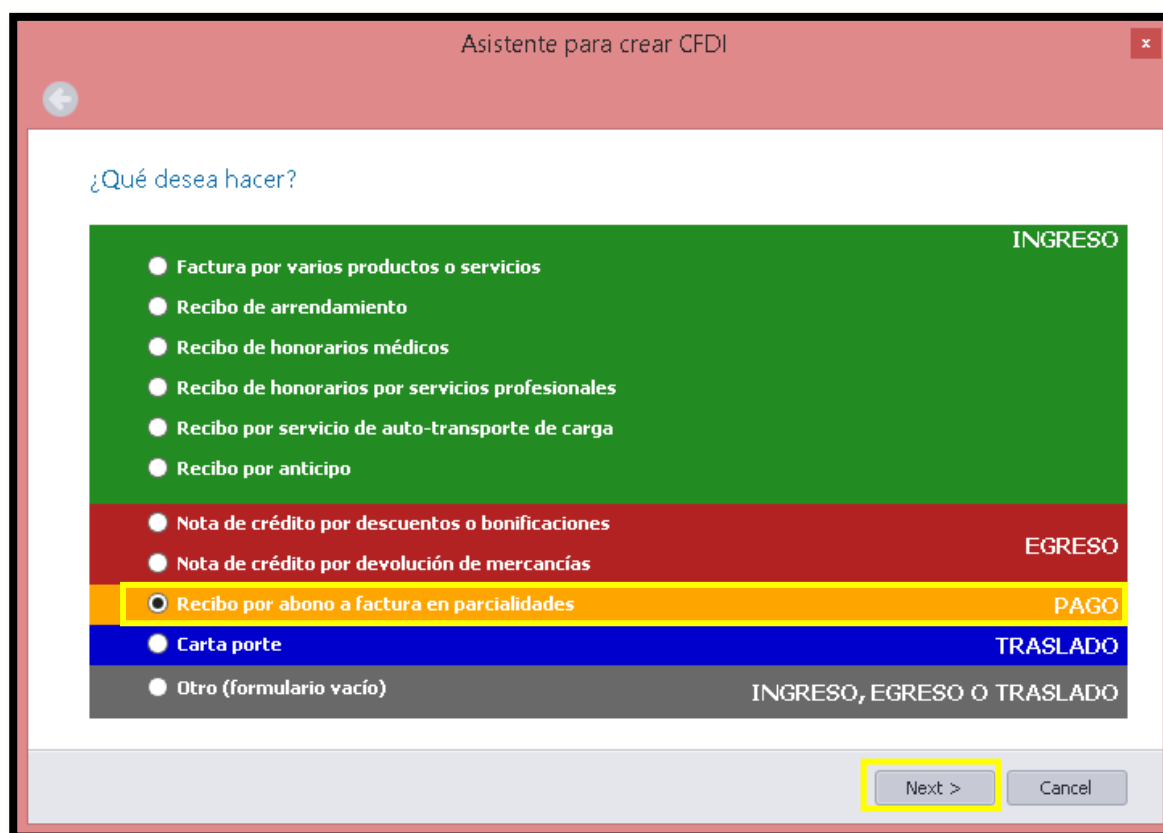 Asistente para crear CFDI
x
¿Qué desea hacer?
INGRESO
Factura por varios productos o servicios
Recibo de arrendamiento
Recibo de honorarios médicos
Recibo de honorarios por servicios profesionales
Recibo por servicio de auto-transporte de carga
Recibo por anticipo
Nota de crédito por descuentos o bonificaciones
EGRESO
Nota de crédito por devolución de mercancías
Recibo por abono a factura en parcialidades PAGO
Carta porte TRASLADO
Otro (formulario vacío) INGRESO, EGRESO O TRASLADO
Next > Cancel